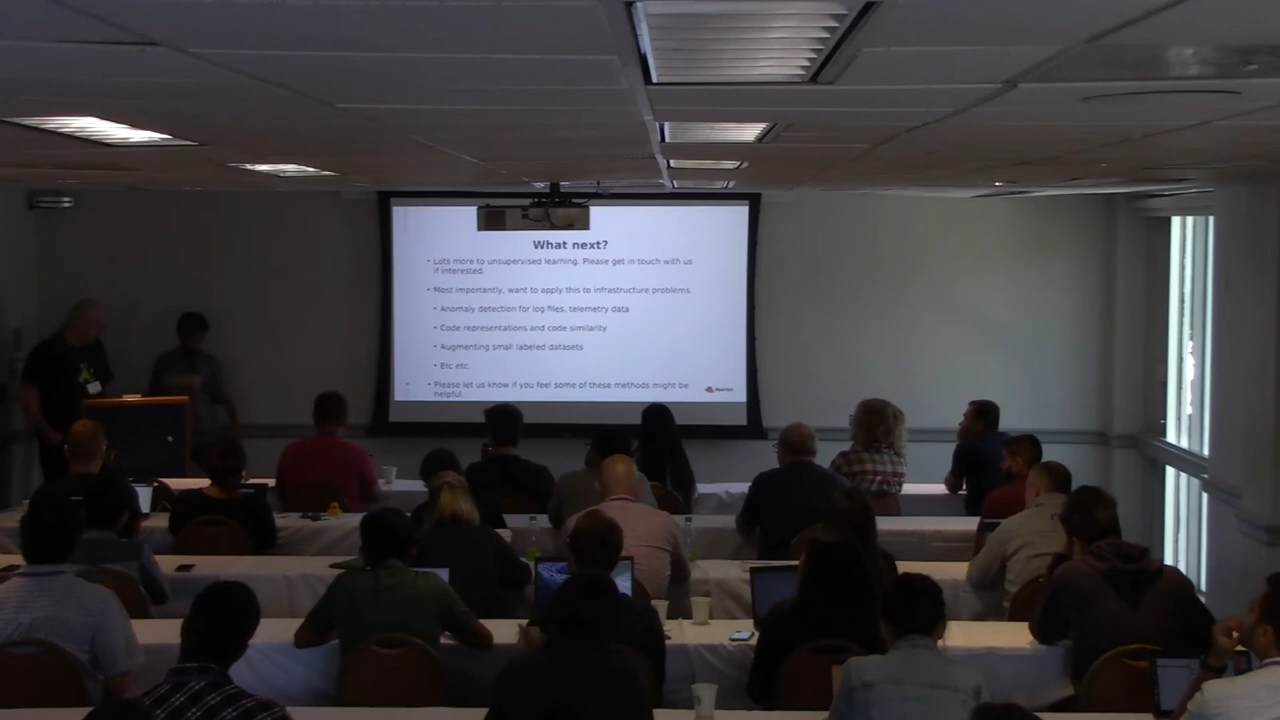 What next?
• Lots more to unsupervised learning. Please get in touch with us
if interested.
• Most importantly, want to apply this to infrastructure problems.
• Anomaly detection for log files, telemetry data
• Code representations and code similarity
• Augmenting small labeled datasets
• Etc etc.
• Please let us know if you feel some of these methods might be
helpful.
Red Hat